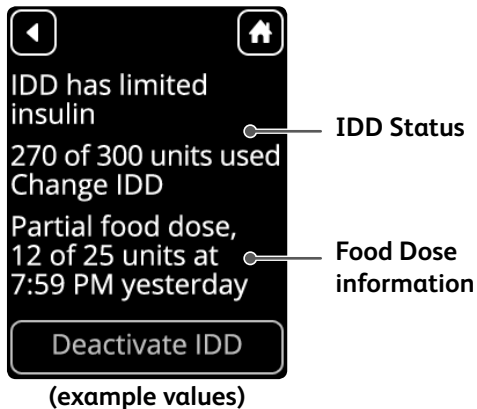 IDD has limited
insulin
IDD Status
270 of 300 units used
Change IDD
Partial food dose,
12 of 25 units at
7:59 PM yesterday
Food Dose
information
Deactivate IDD
(example values)